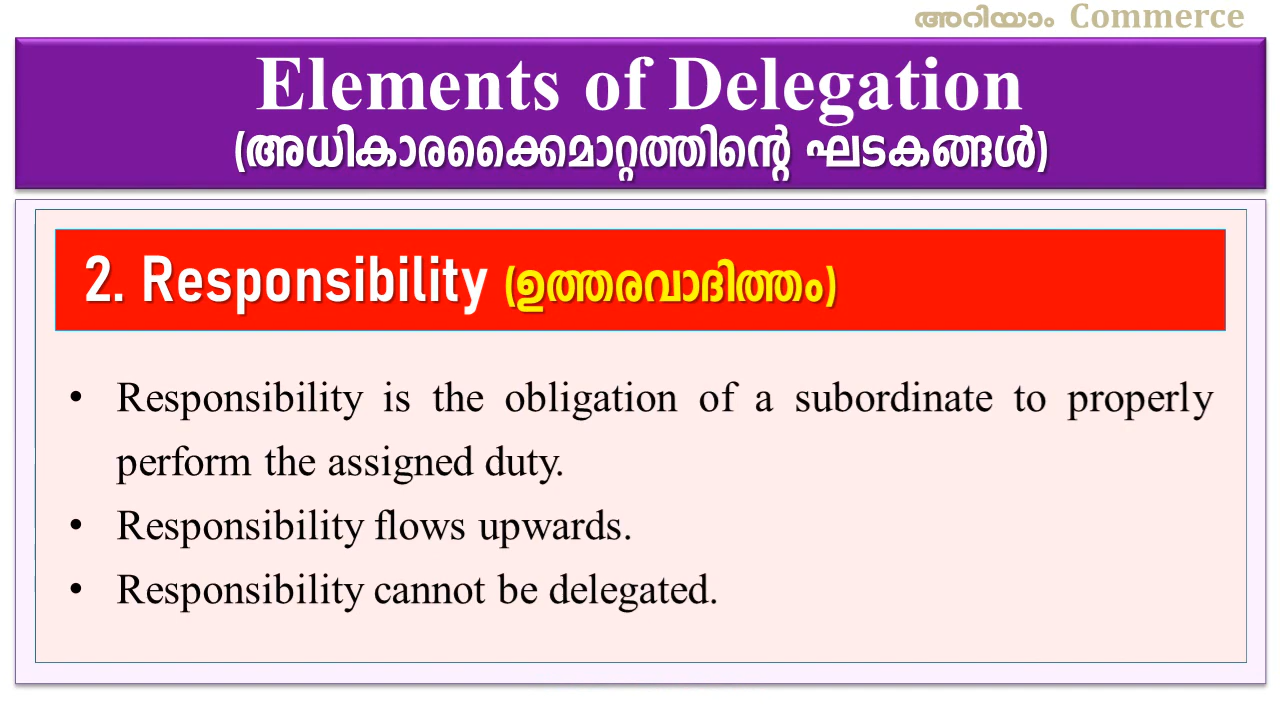 അറിയാം Commerce
Elements of Delegation
(അധികാരക്കൈമാറ്റത്തിന്റെ ഘടകങ്ങൾ)
2. Responsibility (ഉത്തരവാദിത്തം)
• Responsibility is the obligation of a subordinate to properly
perform the assigned duty.
• Responsibility flows upwards.
• Responsibility cannot be delegated.